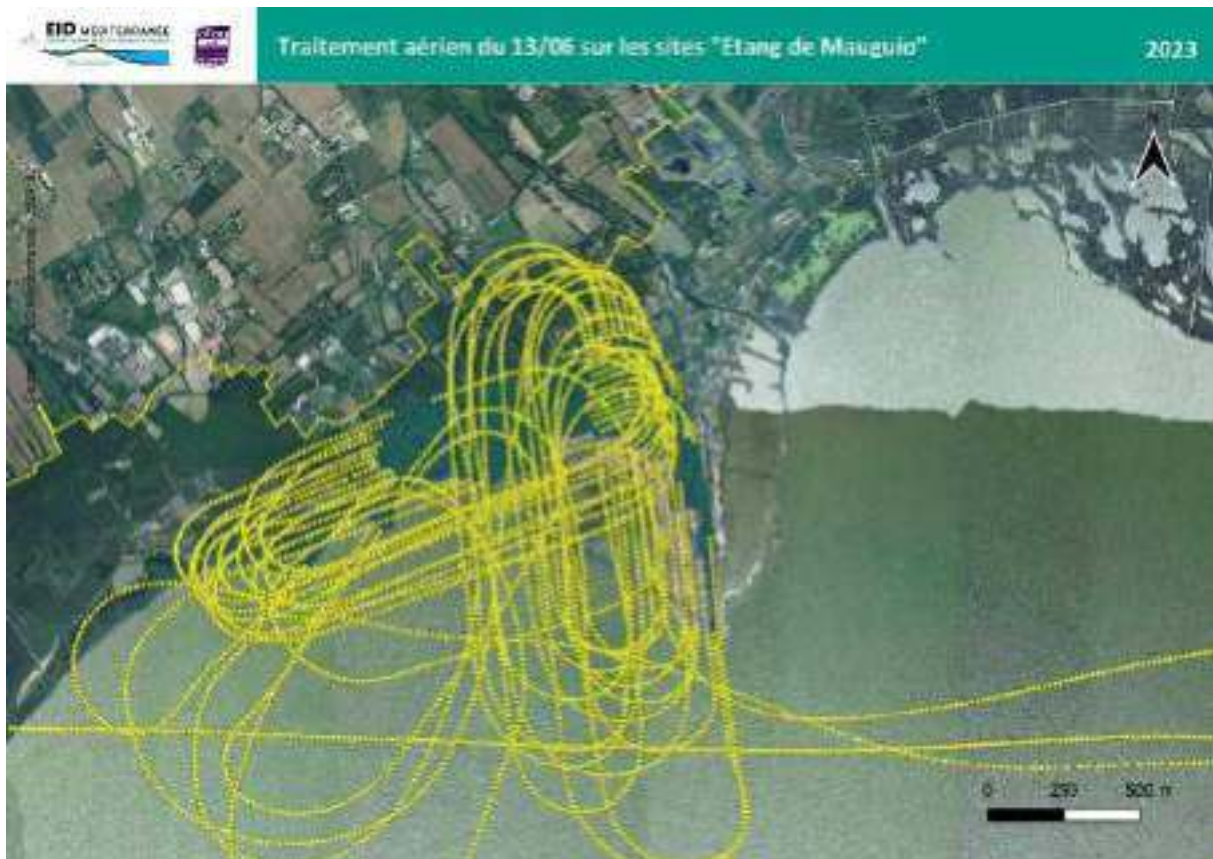 EID MEDITERRANEE
Traitement aérien du 13/06 sur les sites "Etang de Mauguio"
2023
0 250 500 m